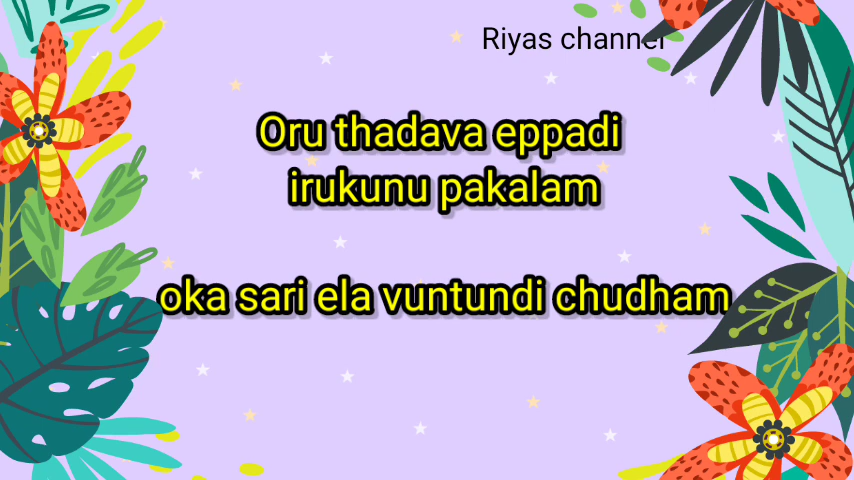 Riyas channel
Oru thadava eppadi
irukunu pakalam
oka sari ela vuntundi chudham